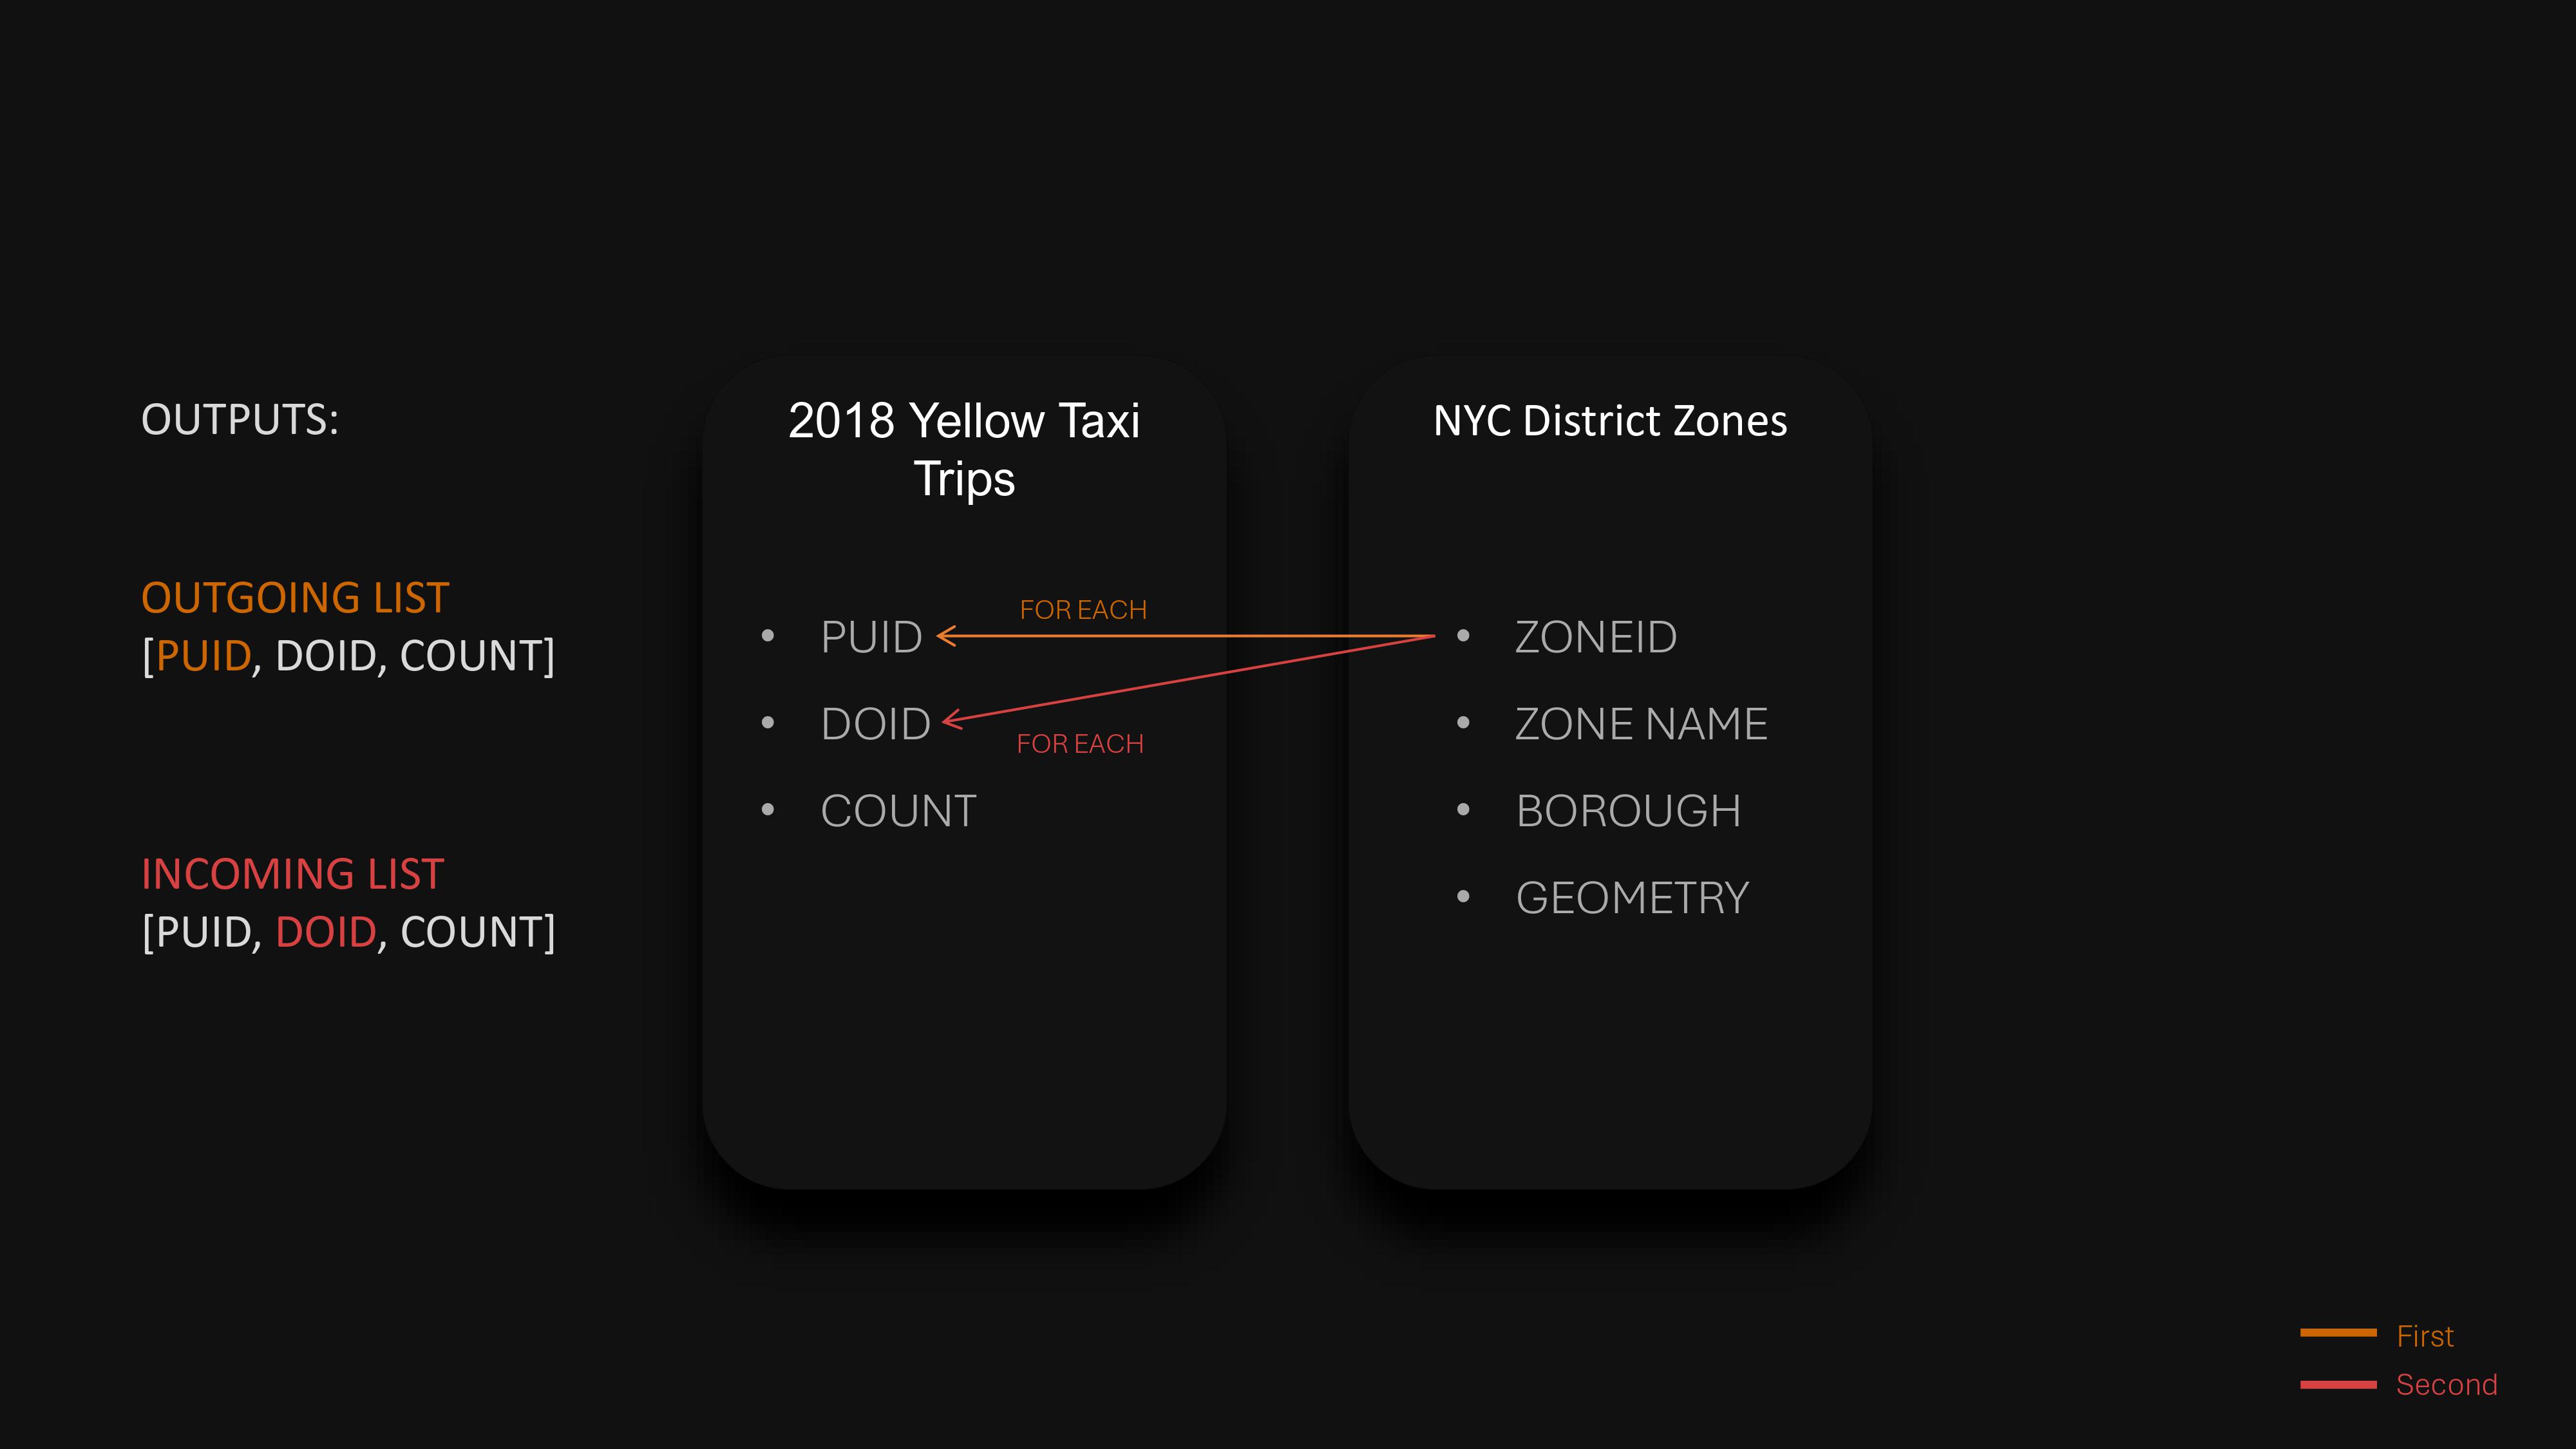 OUTPUTS:
OUTGOING LIST
[PUID, DOID, COUNT]
INCOMING LIST
[PUID, DOID, COUNT]
2018 Yellow Taxi
Trips
• PUID
• DOID
• COUNT
FOR EACH
FOR EACH
NYC District Zones
• ZONEID
• ZONE NAME
• BOROUGH
• GEOMETRY
First
Second